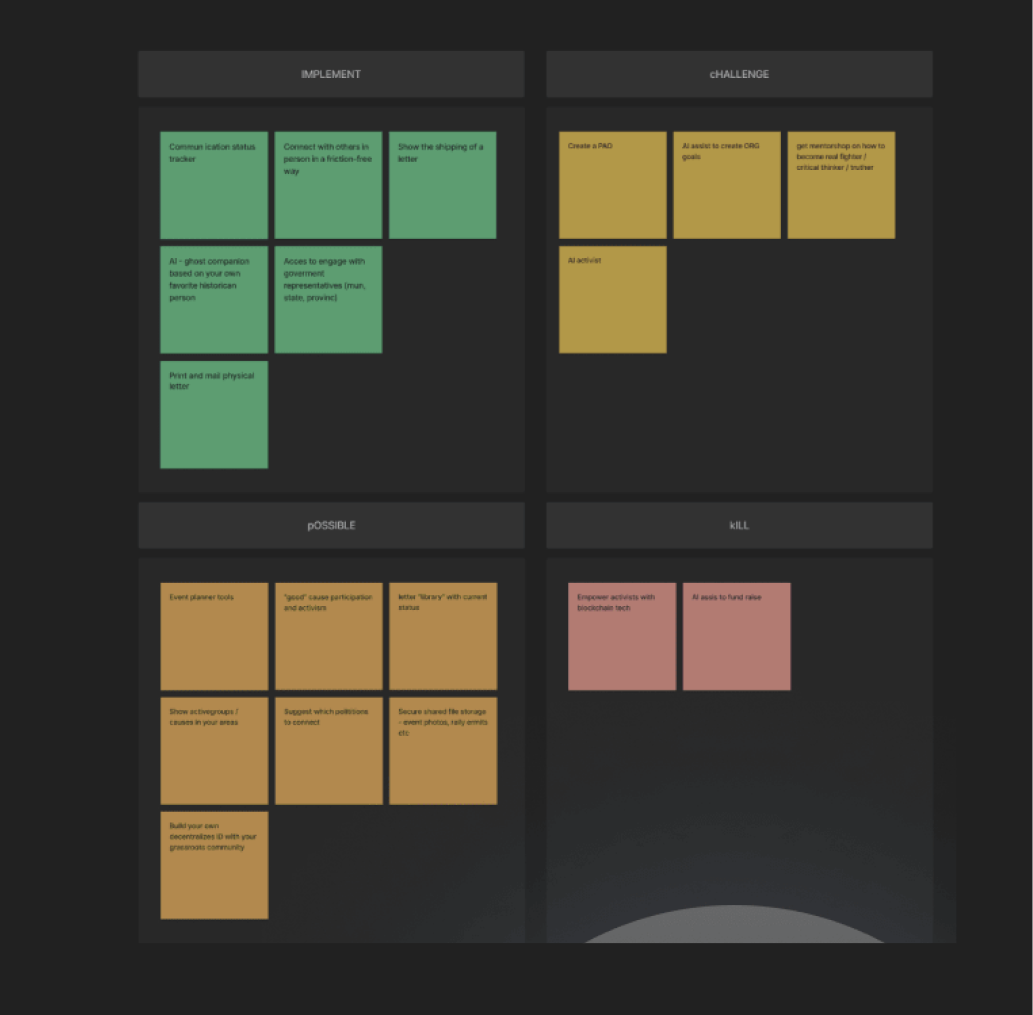 IMPLEMENT
Commun ication status
tracker
Connect with others in
person in a friction-free
way
Show the shipping of a
letter
AI - ghost companion
based on your own
favorite historican
person
Acces to engage with
goverment
representatives (mun,
state, provinc)
Print and mail physical
letter
cHALLENGE
Create a PAO
AI assist to create ORG
goals
get mentorshop on how to
become real fighter /
critical thinker / truther
AI activist
pOSSIBLE
Event planner tools
"good" cause participation
and activism
letter "library" with current
status
Show activegroups /
causes in your areas
Suggest which polititions
to connect
Secure shared file storage
- event photos, rally
etc
Build your own
decentralizes ID with your
grassroots community
kILL
Empower activists with
blockchain tech
AI assis to fund raise